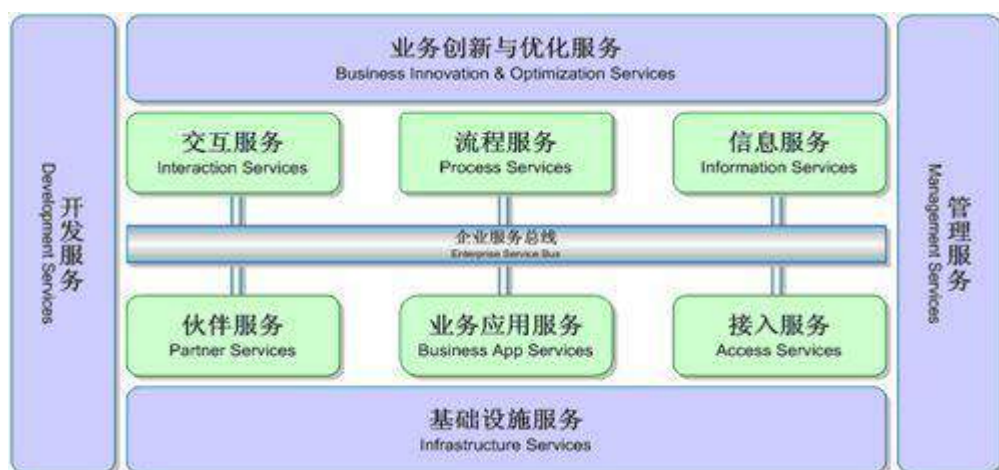 业务创新与优化服务
Business Innovation & Optimization Services
开发服务
Development Services
交互服务
Interaction Services
流程服务
Process Services
信息服务
Information Services
管理服务
Management Services
企业服务总线
Enterprise Service Bus
伙伴服务
Partner Services
业务应用服务
Business App Services
接入服务
Access Services
基础设施服务
Infrastructure Services